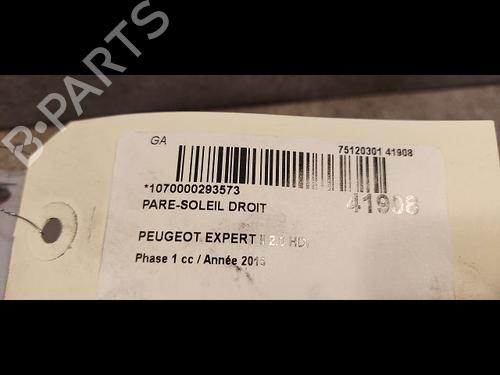 B-PARTS
GA
75120301 41908
*1070000293573
PARE-SOLEIL DROIT
41908
PEUGEOT EXPERT II 2.0 HDi
Phase 1 cc / Année 2015